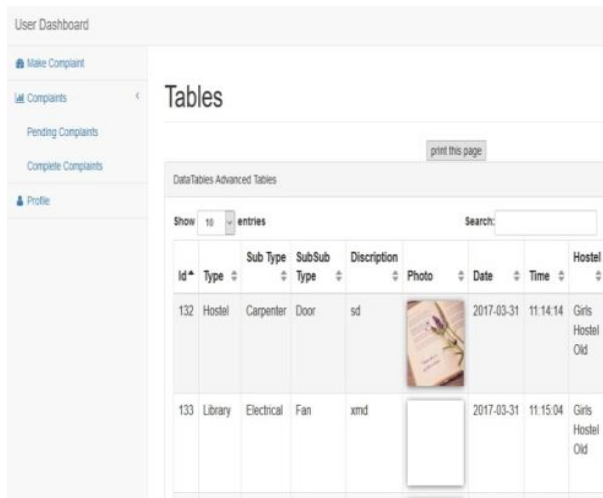 User Dashboard
Make Complaint
Complaints
Pending Complaints
Complete Complaints
Profile
Tables
print this page
DataTables Advanced Tables
Show 10 entries Search:
Id Type Sub Type SubSub Type Discription Photo Date Time Hostel
132 Hostel Carpenter Door sd 2017-03-31 11:14:14 Girls Hostel Old
133 Library Electrical Fan xmd 2017-03-31 11:15:04 Girls Hostel Old